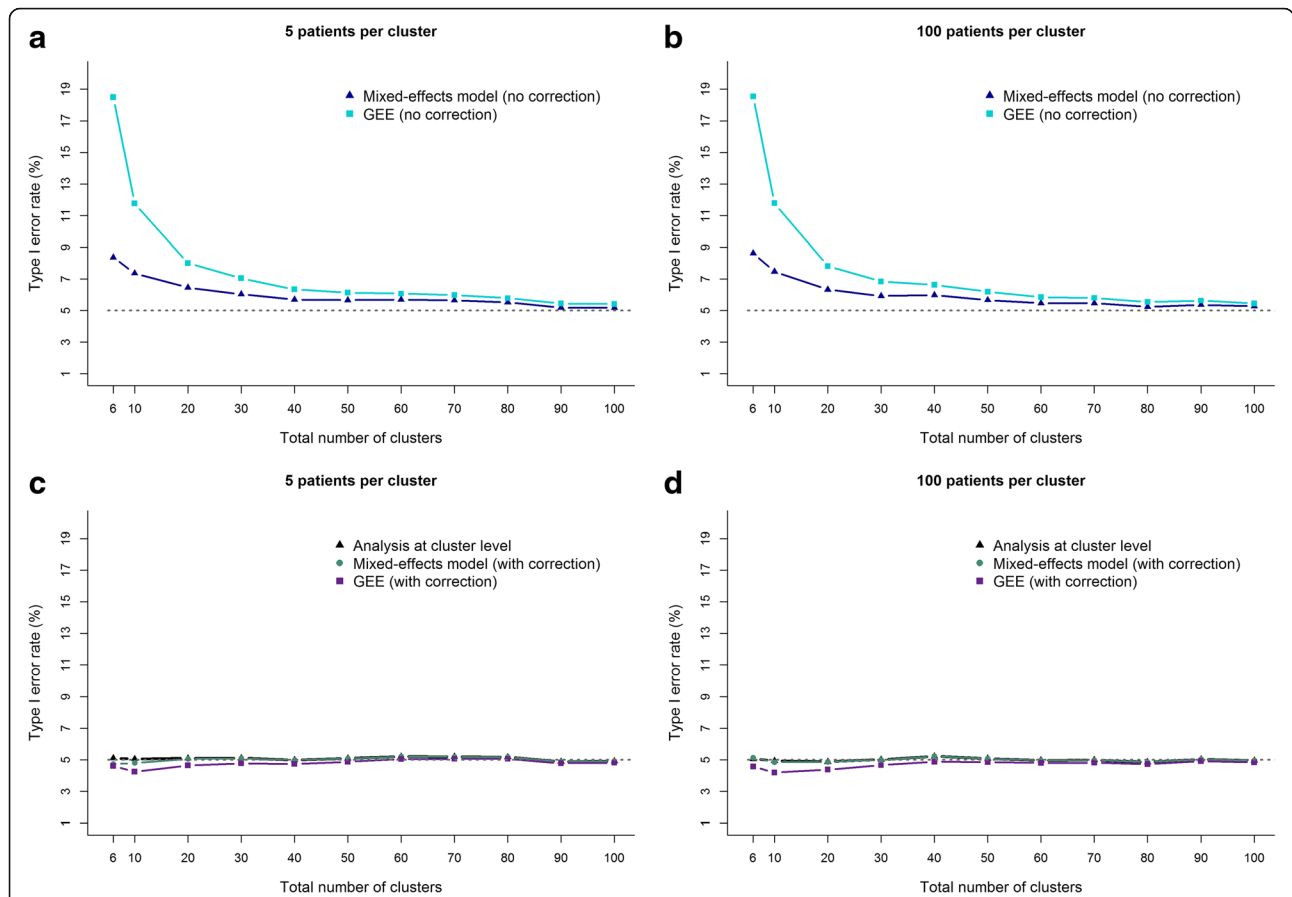 a
5 patients per cluster
19
17
15
13
11
9
7
5
3
1
Type I error rate (%)
Mixed-effects model (no correction)
GEE (no correction)
6 10 20 30 40 50 60 70 80 90 100
Total number of clusters
b
100 patients per cluster
19
17
15
13
11
9
7
5
3
1
Type I error rate (%)
Mixed-effects model (no correction)
GEE (no correction)
6 10 20 30 40 50 60 70 80 90 100
Total number of clusters
c
5 patients per cluster
19
17
15
13
11
9
7
5
3
1
Type I error rate (%)
Analysis at cluster level
Mixed-effects model (with correction)
GEE (with correction)
6 10 20 30 40 50 60 70 80 90 100
Total number of clusters
d
100 patients per cluster
19
17
15
13
11
9
7
5
3
1
Type I error rate (%)
Analysis at cluster level
Mixed-effects model (with correction)
GEE (with correction)
6 10 20 30 40 50 60 70 80 90 100
Total number of clusters